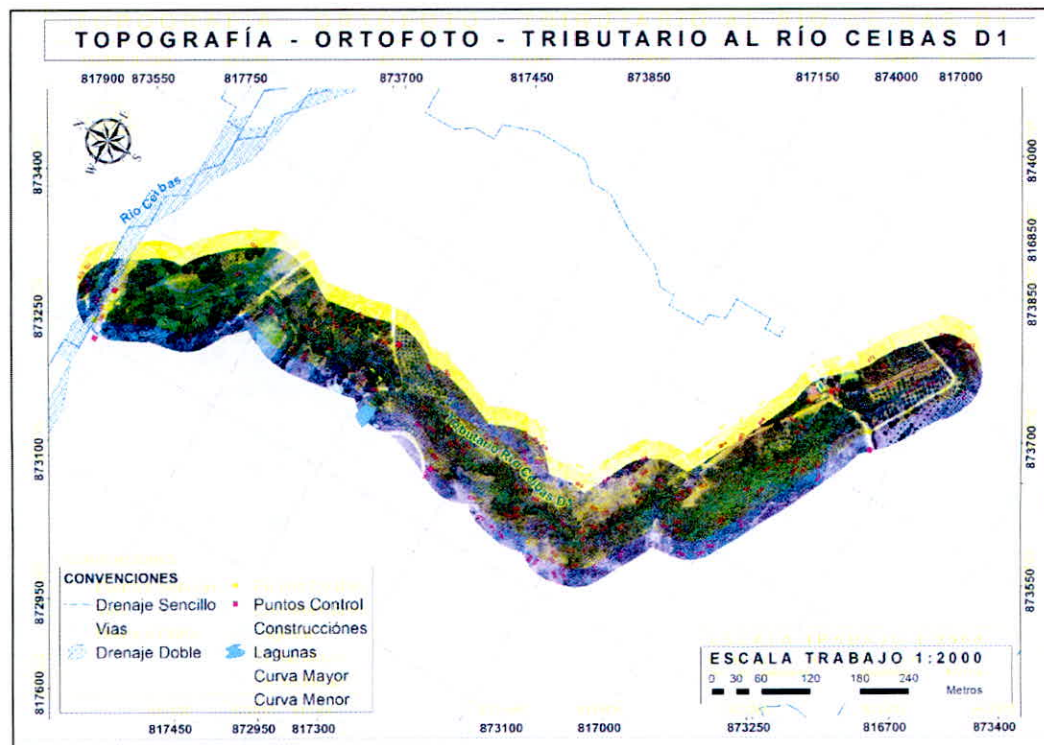 TOPOGRAFÍA - ORTOFOTO - TRIBUTARIO AL RÍO CEIBAS D1
817900 873550 817750 873700 817450 873850 817150 874000 817000
873400
873250
873100
872950
817600
874000
816850
873850
873700
873550
W S
Río Ceibas
Tributario Río Ceibas D1
CONVENCIONES
Drenaje Sencillo
Vias
Drenaje Doble
Puntos Control
Construcciónes
Lagunas
Curva Mayor
Curva Menor
ESCALA TRABAJO 1:2000
0 30 60 120 180 240
Metros
817450 872950 817300 873100 817000 873250 816700 873400